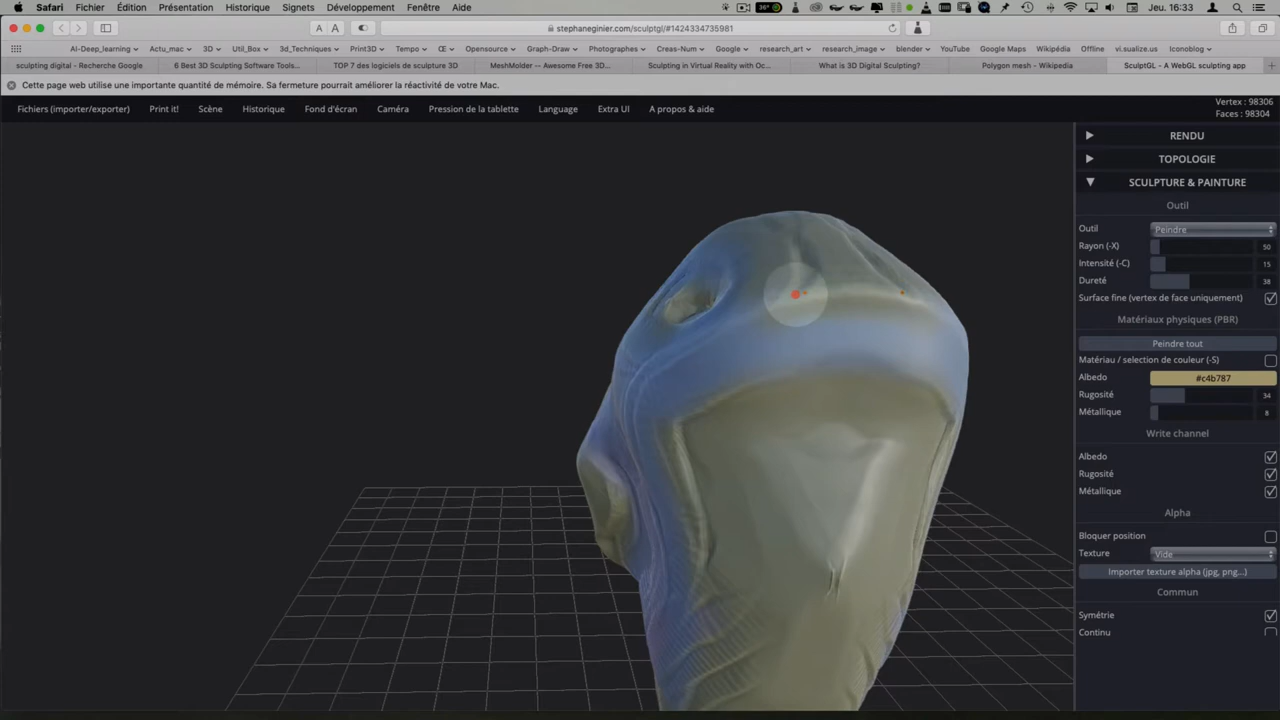 Safari Fichier Édition Présentation Historique Signets Développement Fenêtre Aide
36° Jeu. 16:33
A A stephaneginier.com/sculptgl/#1424334735981
AI-Deep_learning Actu_mac 3D Util_Box 3d_Techniques Print3D Tempo Œ Opensource Graph-Draw Photographes Creas-Num Google research_art research_image blender YouTube Google Maps Wikipédia Offline vi.sualize.us Iconoblog
sculpting digital - Recherche Google 6 Best 3D Sculpting Software Tools... TOP 7 des logiciels de sculpture 3D MeshMolder -- Awesome Free 3D... Sculpting in Virtual Reality with Oc... What is 3D Digital Sculpting? Polygon mesh - Wikipedia SculptGL - A WebGL sculpting app
Cette page web utilise une importante quantité de mémoire. Sa fermeture pourrait améliorer la réactivité de votre Mac.
Fichiers (importer/exporter) Print it! Scène Historique Fond d'écran Caméra Pression de la tablette Language Extra UI A propos & aide
Vertex : 98306
Faces : 98304
RENDU
TOPOLOGIE
SCULPTURE & PAINTURE
Outil
Outil Peindre
Rayon (-X) 50
Intensité (-C) 15
Dureté 38
Surface fine (vertex de face uniquement)
Matériaux physiques (PBR)
Peindre tout
Matériau / selection de couleur (-S)
Albedo #c4b787
Rugosité 34
Métallique 8
Write channel
Albedo
Rugosité
Métallique
Alpha
Bloquer position
Texture Vide
Importer texture alpha (jpg, png...)
Commun
Symétrie
Continu